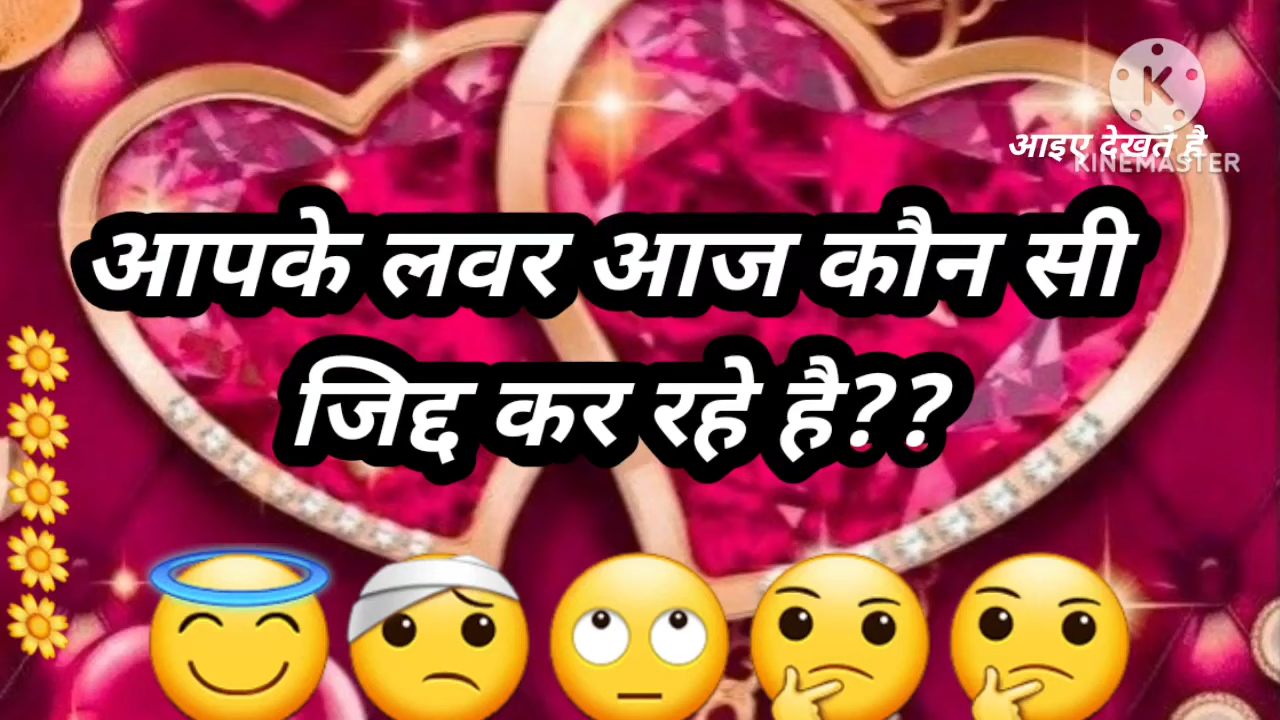 K
आइए देखते है
KINEMASTER
आपके लवर आज कौन सी
जिद्द कर रहे है??